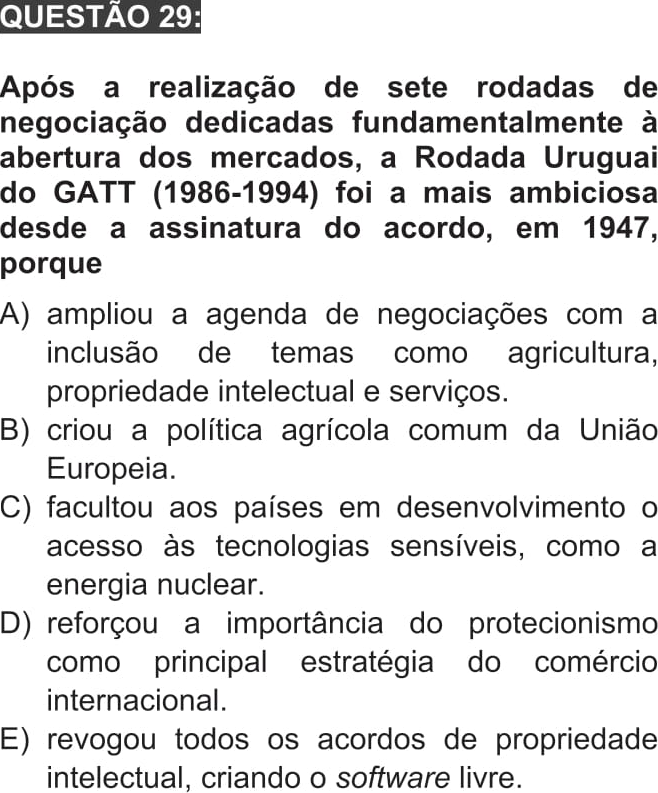 QUESTÃO 29:
Após a realização de sete rodadas de
negociação dedicadas fundamentalmente à
abertura dos mercados, a Rodada Uruguai
do GATT (1986-1994) foi a mais ambiciosa
desde a assinatura do acordo, em 1947,
porque
A) ampliou a agenda de negociações com a
inclusão de temas como agricultura,
propriedade intelectual e serviços.
B) criou a política agrícola comum da União
Europeia.
C) facultou aos países em desenvolvimento o
acesso às tecnologias sensíveis, como a
energia nuclear.
D) reforçou a importância do protecionismo
como principal estratégia do comércio
internacional.
E) revogou todos os acordos de propriedade
intelectual, criando o software livre.